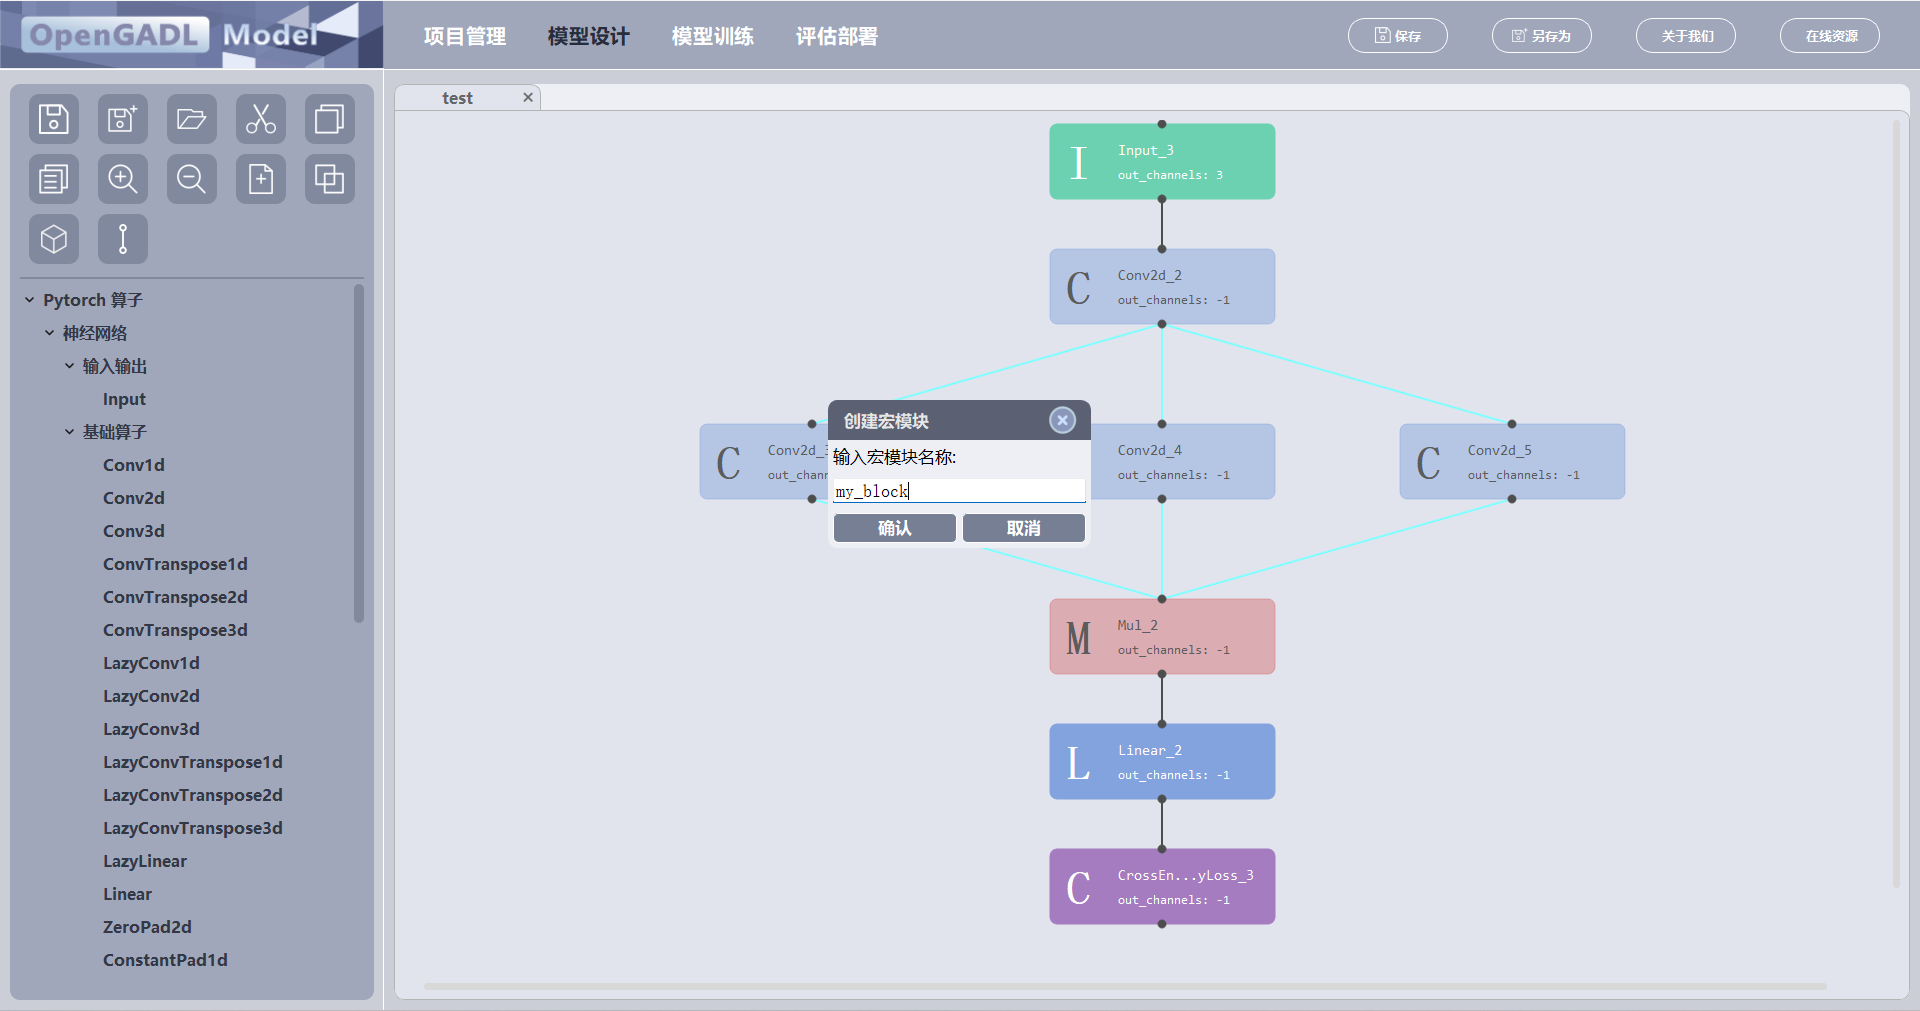 OpenGADL Model
项目管理
模型设计
模型训练
评估部署
保存
另存为
关于我们
在线资源
test
Pytorch 算子
神经网络
输入输出
Input
基础算子
Conv1d
Conv2d
Conv3d
ConvTranspose1d
ConvTranspose2d
ConvTranspose3d
LazyConv1d
LazyConv2d
LazyConv3d
LazyConvTranspose1d
LazyConvTranspose2d
LazyConvTranspose3d
LazyLinear
Linear
ZeroPad2d
ConstantPad1d
I
Input_3
out_channels: 3
C
Conv2d_2
out_channels: -1
C
Conv2d_3
out_chann
创建宏模块
输入宏模块名称:
my_block
确认
取消
Conv2d_4
out_channels: -1
C
Conv2d_5
out_channels: -1
M
Mul_2
out_channels: -1
L
Linear_2
out_channels: -1
C
CrossEn...yLoss_3
out_channels: -1